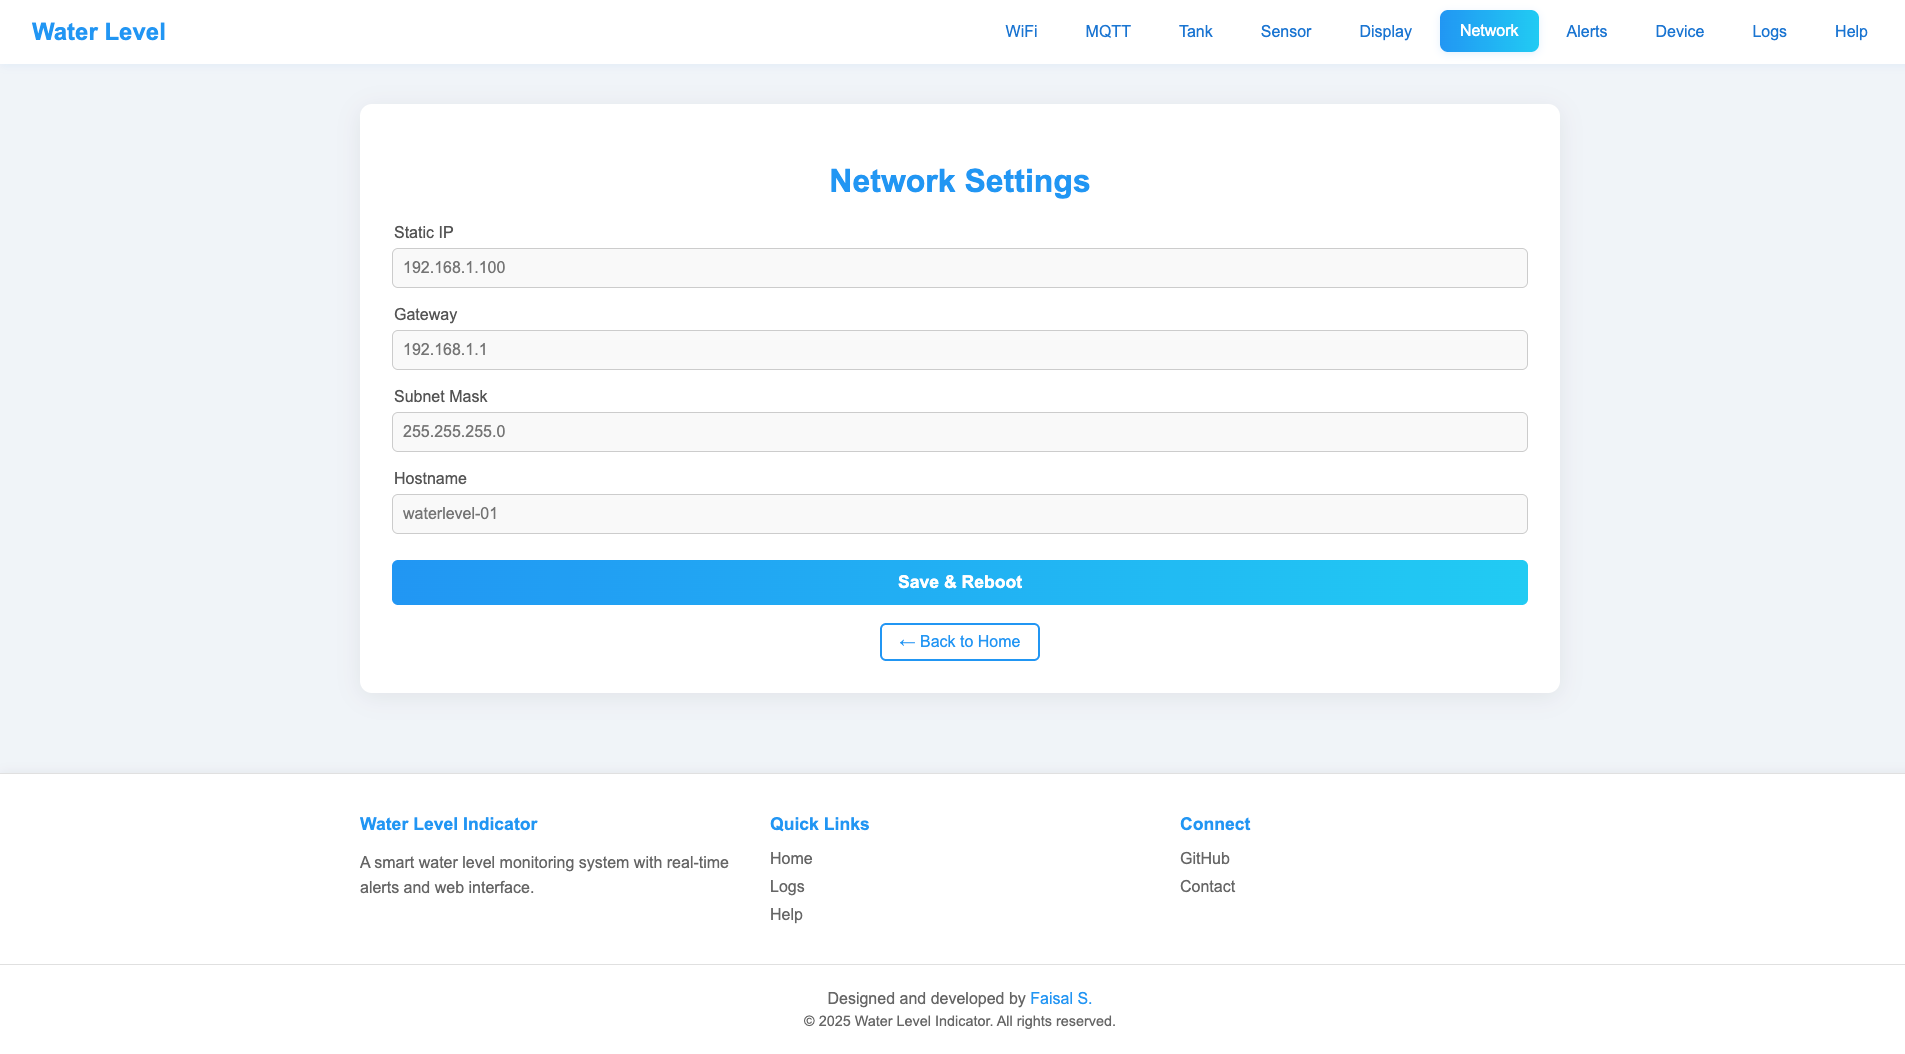 Water Level
WiFi
MQTT
Tank
Sensor
Display
Network
Alerts
Device
Logs
Help
Network Settings
Static IP
192.168.1.100
Gateway
192.168.1.1
Subnet Mask
255.255.255.0
Hostname
waterlevel-01
Save & Reboot
← Back to Home
Water Level Indicator
A smart water level monitoring system with real-time
alerts and web interface.
Quick Links
Home
Logs
Help
Connect
GitHub
Contact
Designed and developed by Faisal S.
© 2025 Water Level Indicator. All rights reserved.